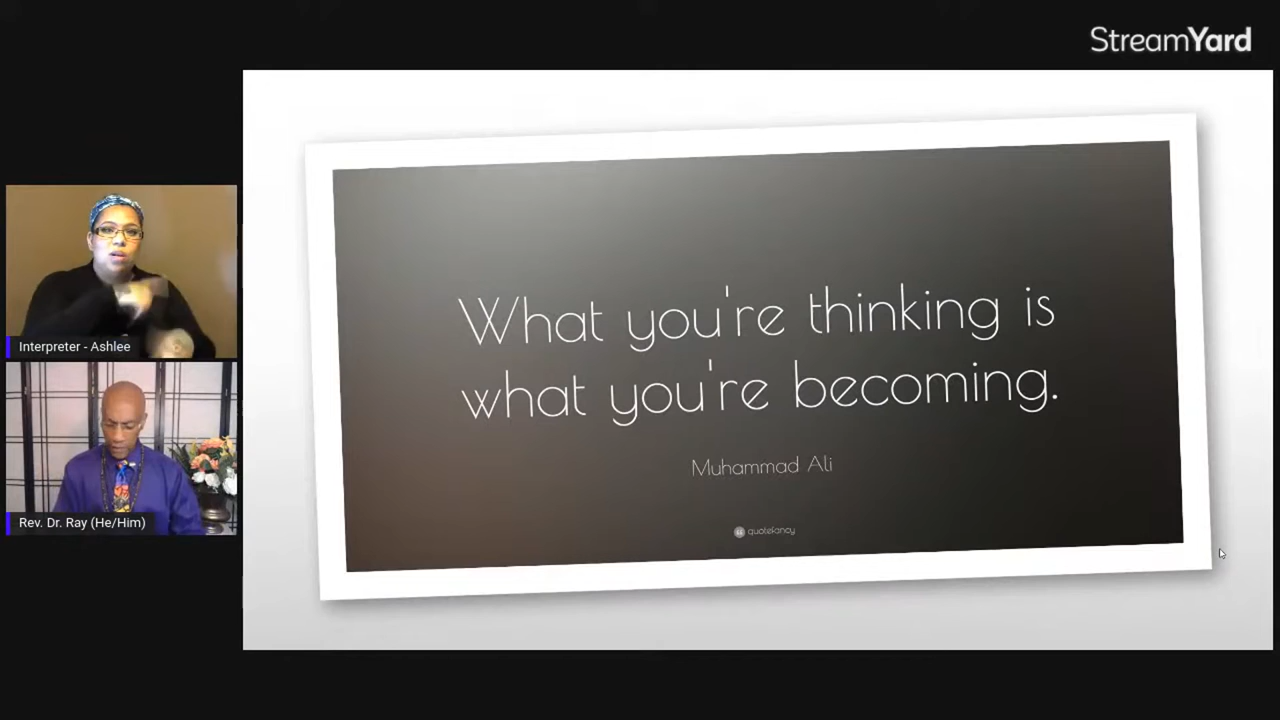 StreamYard
What you're thinking is
what you're becoming.
Muhammad Ali
quotefancy
Interpreter - Ashlee
Rev. Dr. Ray (He/Him)